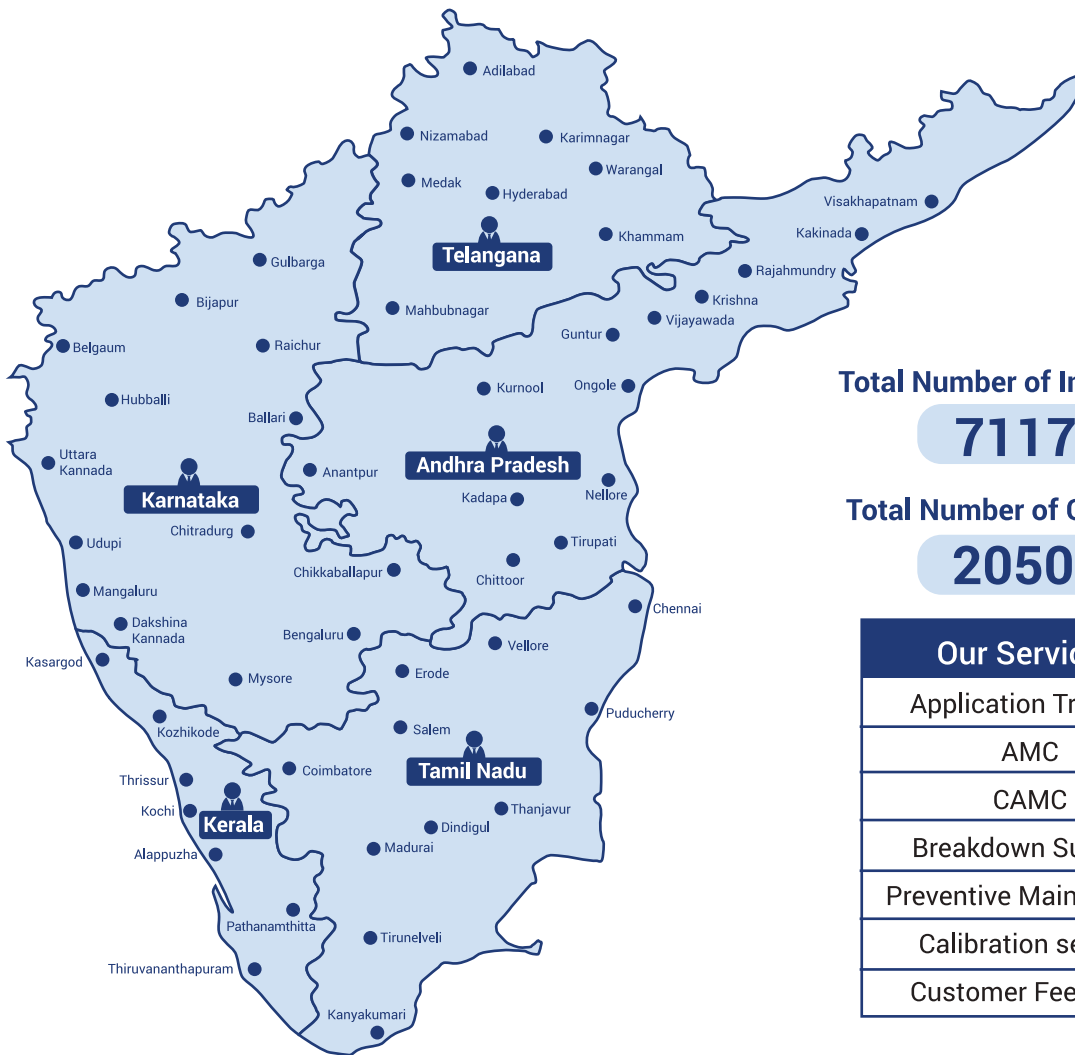 Adilabad
Nizamabad
Karimnagar
Warangal
Medak
Hyderabad
Khammam
Telangana
Mahbubnagar
Visakhapatnam
Kakinada
Rajahmundry
Krishna
Vijayawada
Guntur
Ongole
Kurnool
Andhra Pradesh
Anantpur
Kadapa
Nellore
Tirupati
Chittoor
Gulbarga
Bijapur
Belgaum
Raichur
Hubballi
Ballari
Uttara
Kannada
Karnataka
Chitradurg
Udupi
Chikkaballapur
Mangaluru
Dakshina
Kannada
Bengaluru
Mysore
Kasargod
Kozhikode
Thrissur
Kochi
Kerala
Alappuzha
Pathanamthitta
Thiruvananthapuram
Chennai
Vellore
Erode
Puducherry
Salem
Coimbatore
Tamil Nadu
Thanjavur
Dindigul
Madurai
Tirunelveli
Kanyakumari
Total Number of In
7117
Total Number of
2050
Our Servic
Application Tr
AMC
CAMC
Breakdown Su
Preventive Main
Calibration se
Customer Fee